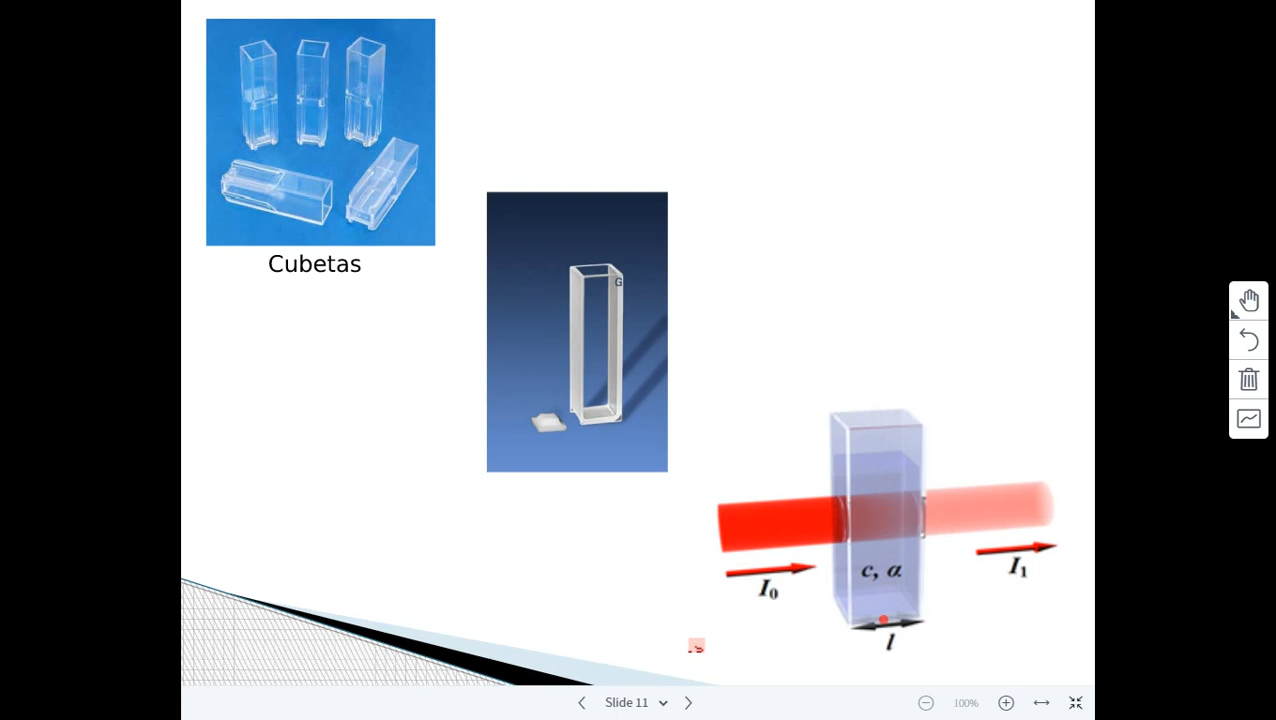 Cubetas
G
c, α
I₀
I₁
l
Slide 11
100%